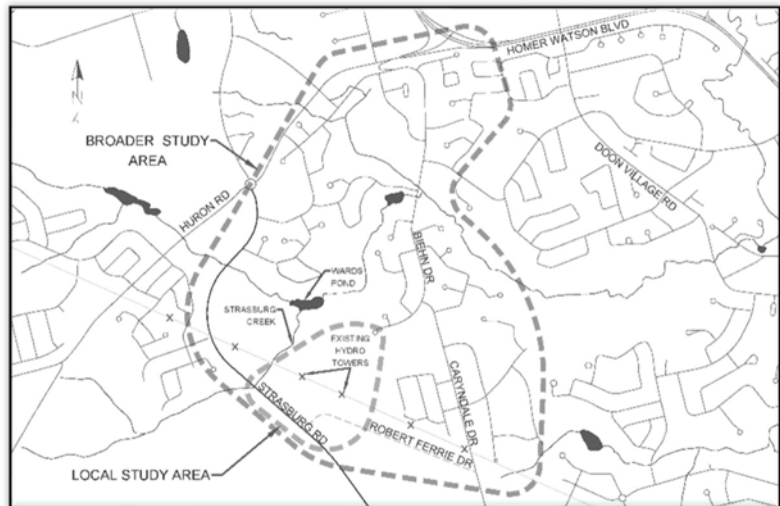 HOMER WATSON BLVD
N
BROADER STUDY
AREA
HURON RD
DOON VILLAGE RD
BIEHN DR
WARDS
POND
STRASBURG
CREEK
EXISTING
HYDRO
TOWERS
STRASBURG RD
CARYNDALE DR
ROBERT FERRIE DR
LOCAL STUDY AREA